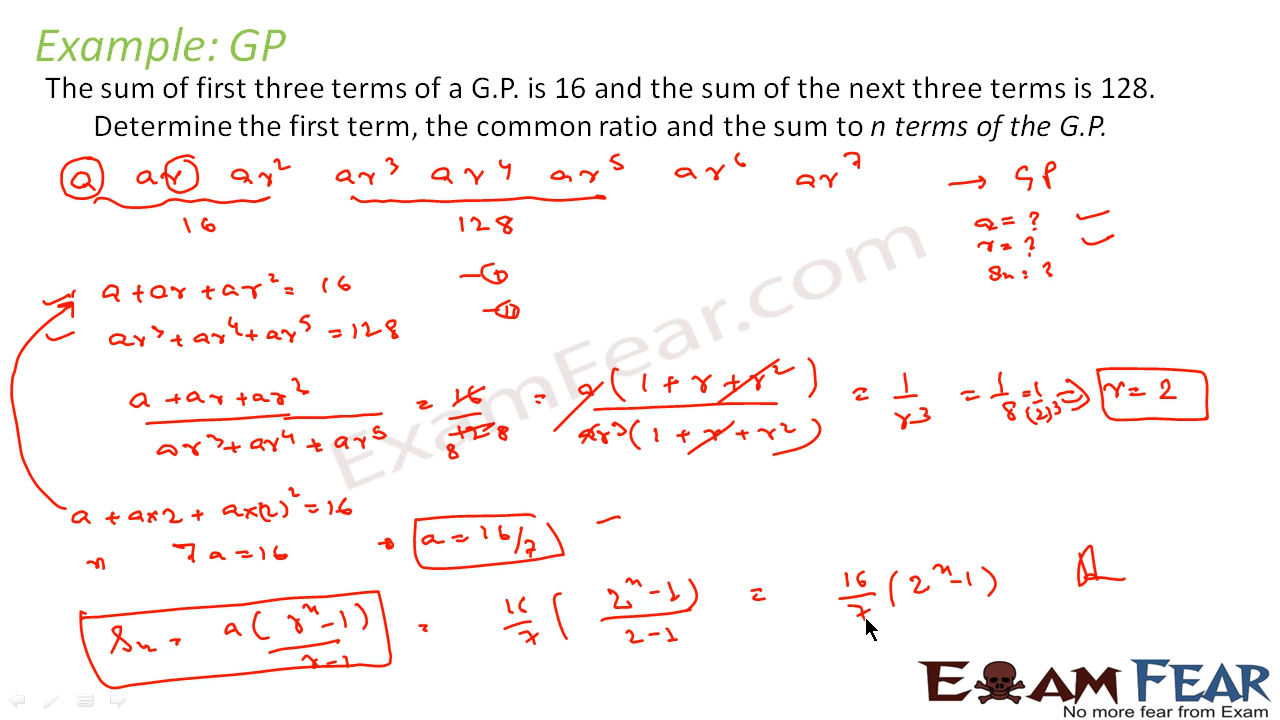 Example: GP
The sum of first three terms of a G.P. is 16 and the sum of the next three terms is 128.
Determine the first term, the common ratio and the sum to n terms of the G.P.
a ar ar² ar³ ar⁴ ar⁵ ar⁶ ar⁷ → GP
16 128
a = ?
r = ?
Sn = ?
a + ar + ar² = 16 —(I)
ar³ + ar⁴ + ar⁵ = 128 —(II)
(a + ar + ar²)/(ar³ + ar⁴ + ar⁵) = 16/128 8 = a(1 + r + r²)/ar³(1 + r + r²) = 1/r³ = 1/8 = 1/(2)³ ⇒ r = 2
a + a×2 + a×(2)² = 16
7a = 16 a = 16/7
Sn = a(rⁿ-1)/r-1 = 16/7 (2ⁿ-1)/2-1 = 16/7 (2ⁿ-1)
ExamFear.com
EXAM FEAR
No more fear from Exam